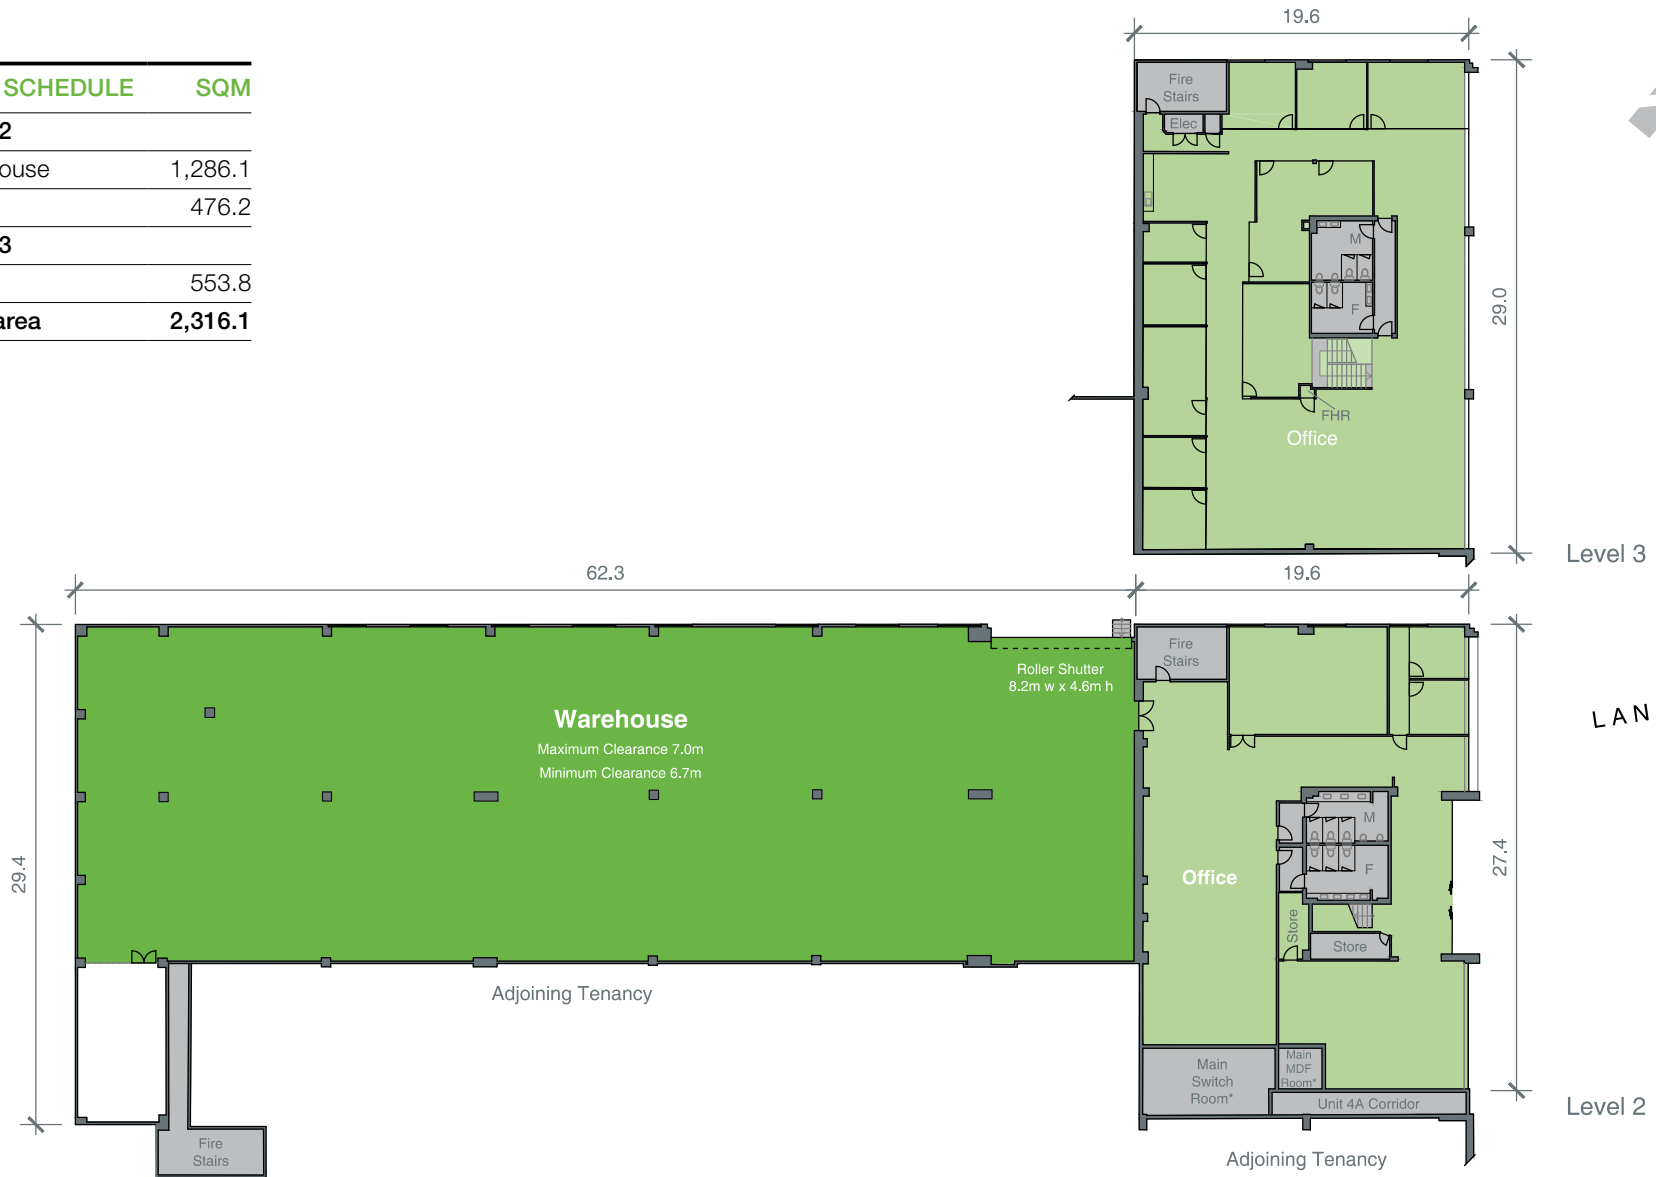 SCHEDULE SQM
2
ouse 1,286.1
476.2
3
553.8
area 2,316.1
19.6
Fire
Stairs
Elec
M
F
29.0
FHR
Office
Level 3
62.3
19.6
Fire
Stairs
Roller Shutter
8.2m w x 4.6m h
Warehouse
Maximum Clearance 7.0m
Minimum Clearance 6.7m
LAN
29.4
M
F
27.4
Office
Store
Store
Adjoining Tenancy
Main
Switch
Room*
Main
MDF
Room*
Unit 4A Corridor
Level 2
Fire
Stairs
Adjoining Tenancy